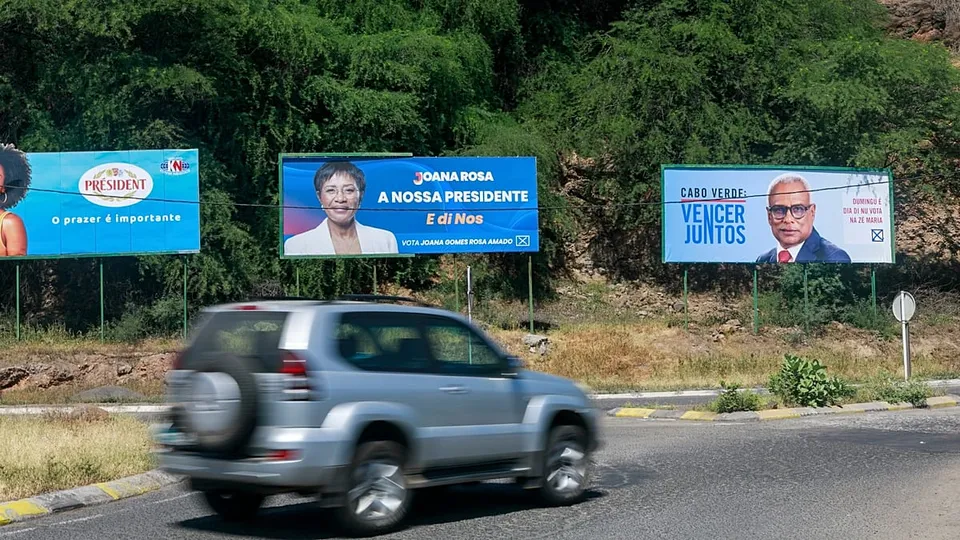 PRÉSIDENT
KN
O prazer é importante
JOANA ROSA
A NOSSA PRESIDENTE
E di Nos
VOTA JOANA GOMES ROSA AMADO
CABO VERDE:
VENCER
JUNTOS
DUMINGU É
DIA DI NU VOTA
NA ZÉ MARIA